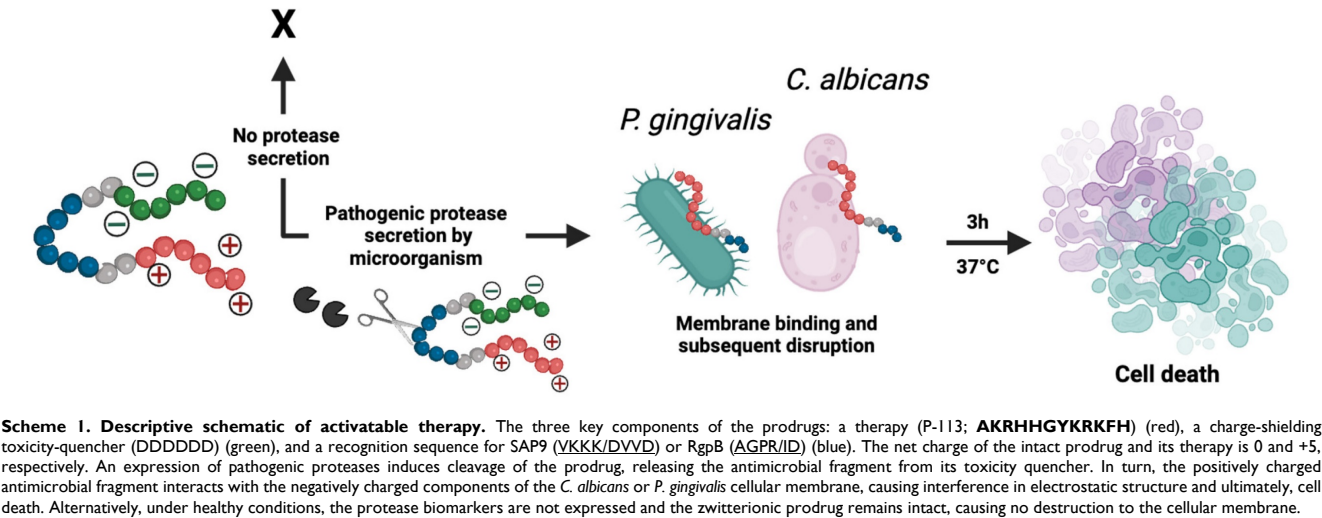 X
No protease
secretion
Pathogenic protease
secretion by
microorganism
P. gingivalis
C. albicans
Membrane binding and
subsequent disruption
3h
37°C
Cell death
Scheme 1. Descriptive schematic of activatable therapy. The three key components of the prodrugs: a therapy (P-113; AKRHHGYKRKFH) (red), a charge-shielding
toxicity-quencher (DDDDDD) (green), and a recognition sequence for SAP9 (VKKK/DVVD) or RgpB (AGPR/ID) (blue). The net charge of the intact prodrug and its therapy is 0 and +5,
respectively. An expression of pathogenic proteases induces cleavage of the prodrug, releasing the antimicrobial fragment from its toxicity quencher. In turn, the positively charged
antimicrobial fragment interacts with the negatively charged components of the C. albicans or P. gingivalis cellular membrane, causing interference in electrostatic structure and ultimately, cell
death. Alternatively, under healthy conditions, the protease biomarkers are not expressed and the zwitterionic prodrug remains intact, causing no destruction to the cellular membrane.